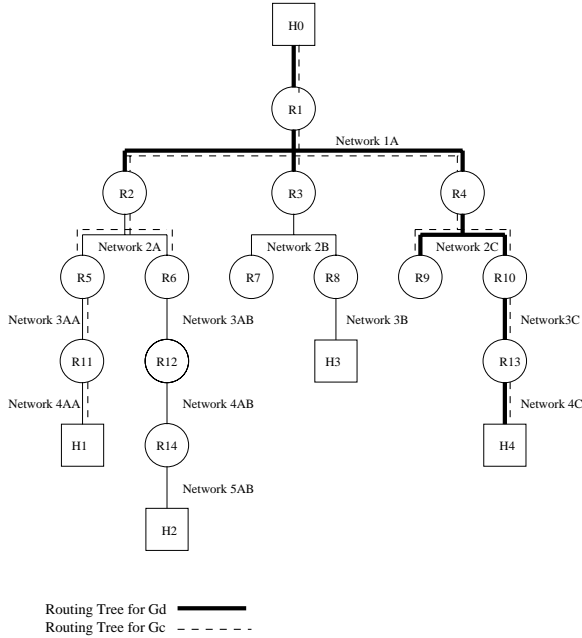 H0
R1
Network 1A
R2
R3
R4
Network 2A
Network 2B
Network 2C
R5
R6
R7
R8
R9
R10
Network 3AA
Network 3AB
Network 3B
Network3C
R11
R12
H3
R13
Network 4AA
Network 4AB
Network 4C
H1
R14
H4
Network 5AB
H2
Routing Tree for Gd
Routing Tree for Gc